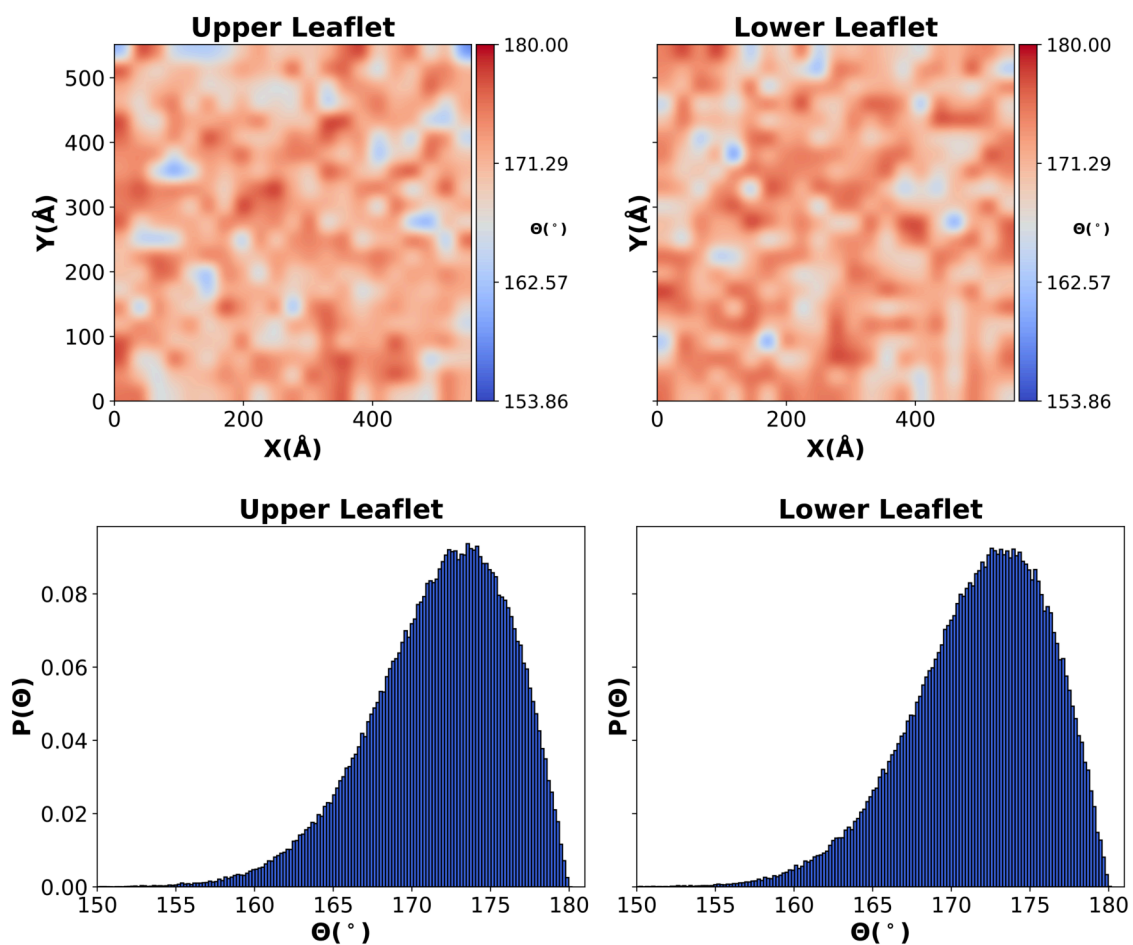 Upper Leaflet
Y(Å)
500
400
300
200
100
0
0 200 400
X(Å)
180.00
171.29
Θ(°)
162.57
153.86
Lower Leaflet
Y(Å)
0 200 400
X(Å)
180.00
171.29
Θ(°)
162.57
153.86
Upper Leaflet
P(Θ)
0.08
0.06
0.04
0.02
0.00
150 155 160 165 170 175 180
Θ(°)
Lower Leaflet
P(Θ)
150 155 160 165 170 175 180
Θ(°)